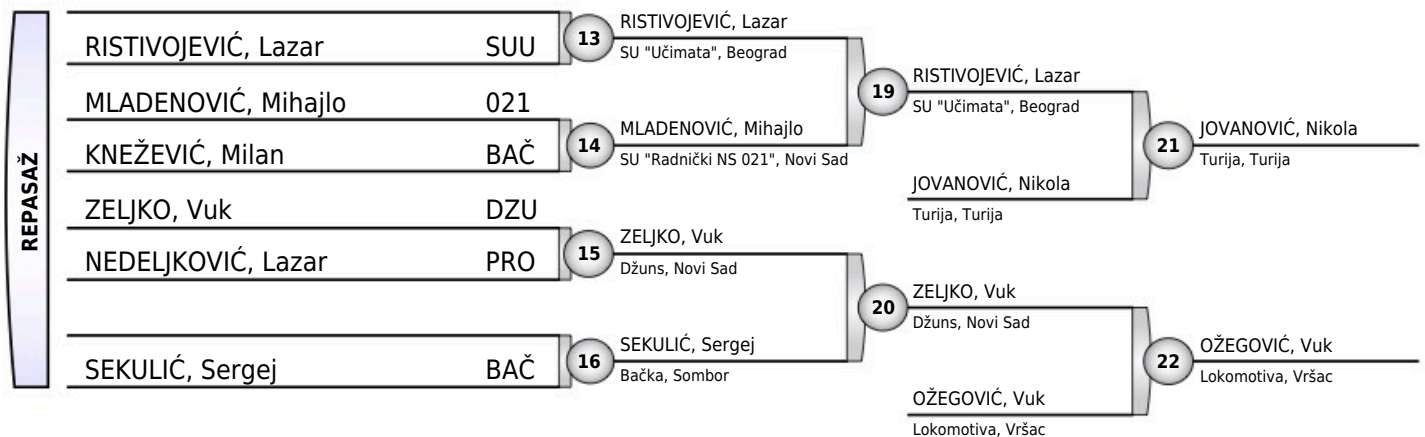 REPASAŽ
RISTIVOJEVIĆ, Lazar SUU
MLADENOVIĆ, Mihajlo 021
KNEŽEVIĆ, Milan BAČ
ZELJKO, Vuk DZU
NEDELJKOVIĆ, Lazar PRO
SEKULIĆ, Sergej BAČ
13
RISTIVOJEVIĆ, Lazar
SU "Učimata", Beograd
14
MLADENOVIĆ, Mihajlo
SU "Radnički NS 021", Novi Sad
15
ZELJKO, Vuk
Džuns, Novi Sad
16
SEKULIĆ, Sergej
Bačka, Sombor
19
RISTIVOJEVIĆ, Lazar
SU "Učimata", Beograd
JOVANOVIĆ, Nikola
Turija, Turija
20
ZELJKO, Vuk
Džuns, Novi Sad
OŽEGOVIĆ, Vuk
Lokomotiva, Vršac
21
JOVANOVIĆ, Nikola
Turija, Turija
22
OŽEGOVIĆ, Vuk
Lokomotiva, Vršac